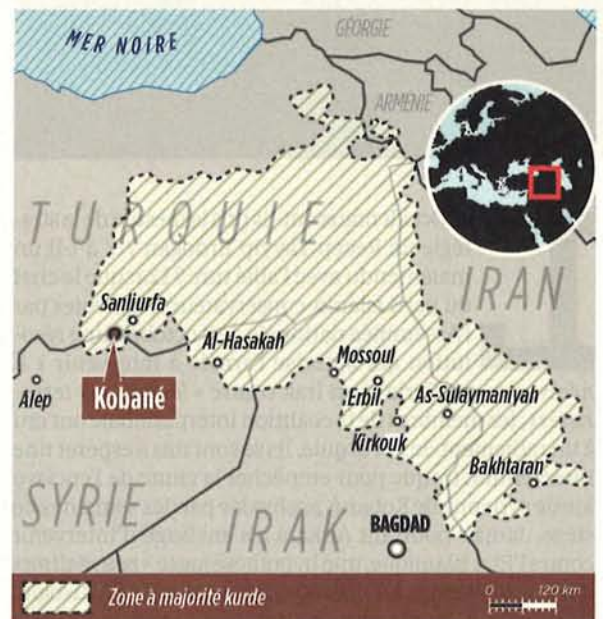 MER NOIRE
GÉORGIE
ARMÉNIE
TURQUIE
IRAN
Sanliurfa
Al-Hasakah
Mossoul
Alep
Kobané
Erbil
As-Sulaymaniyah
Kirkouk
Bakhtaran
SYRIE
IRAK
BAGDAD
Zone à majorité kurde
0 120 km